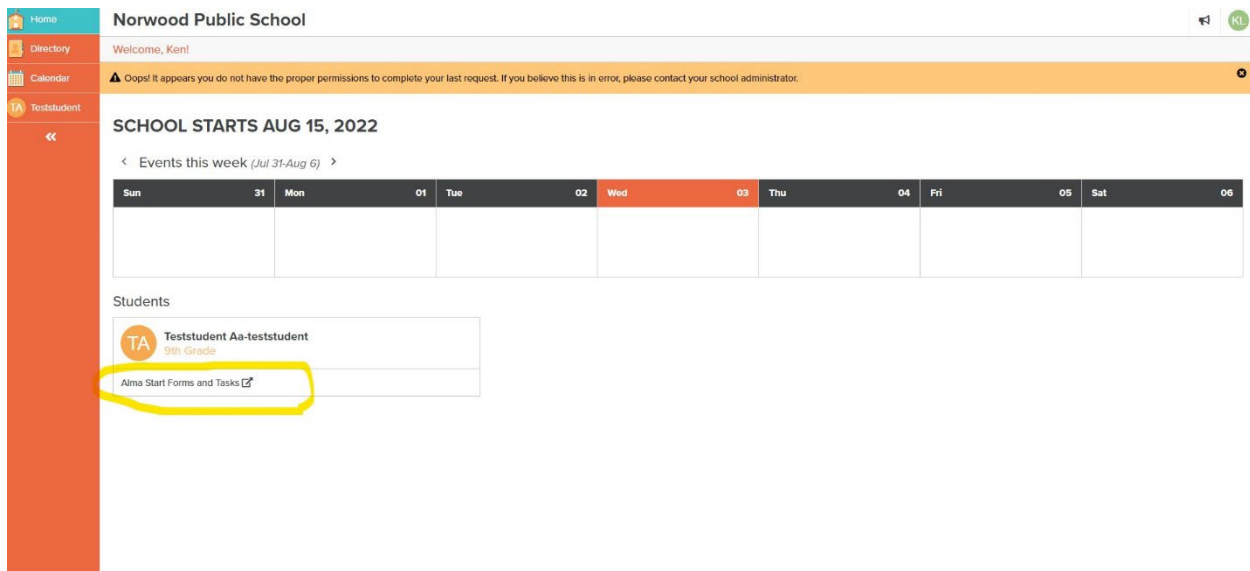 Home
Directory
Calendar
TA Teststudent
Norwood Public School
KL
Welcome, Ken!
Oops! It appears you do not have the proper permissions to complete your last request. If you believe this is in error, please contact your school administrator.
SCHOOL STARTS AUG 15, 2022
Events this week (Jul 31-Aug 6)
Sun 31 Mon 01 Tue 02 Wed 03 Thu 04 Fri 05 Sat 06
Students
TA
Teststudent Aa-teststudent
9th Grade
Alma Start Forms and Tasks